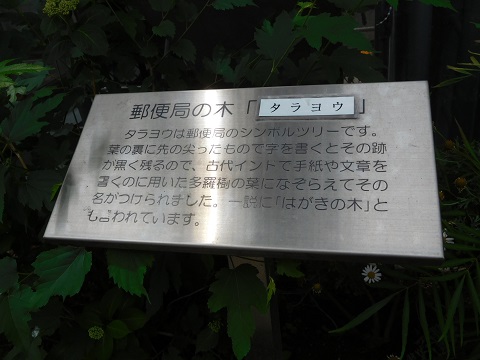 郵便局の木「タラヨウ」
タラヨウは郵便局のシンボルツリーです。
葉の裏に先の尖ったもので字を書くとその跡
が黒く残るので、古代イントで手紙や文章を
書くのに用いた多羅樹の葉になぞらえてその
名がつけられました。一説に「はがきの木」と
も言われています。